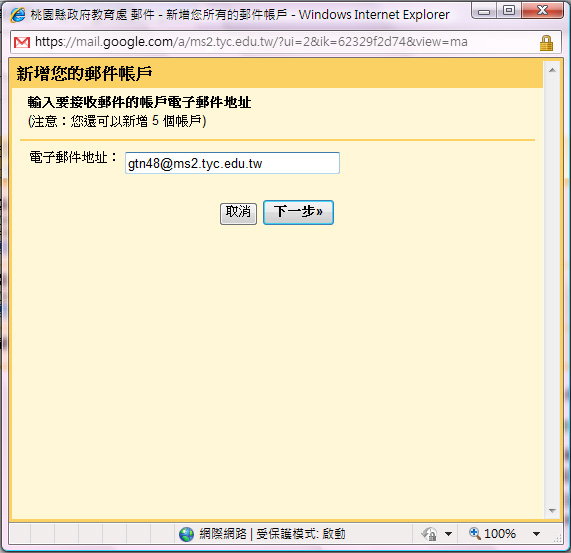 桃園縣政府教育處 郵件 - 新增您所有的郵件帳戶 - Windows Internet Explorer
https://mail.google.com/a/ms2.tyc.edu.tw/?ui=2&ik=62329f2d74&view=ma
新增您的郵件帳戶
輸入要接收郵件的帳戶電子郵件地址
(注意：您還可以新增 5 個帳戶)
電子郵件地址： gtn48@ms2.tyc.edu.tw
取消 下一步»
網際網路 | 受保護模式: 啟動 100%